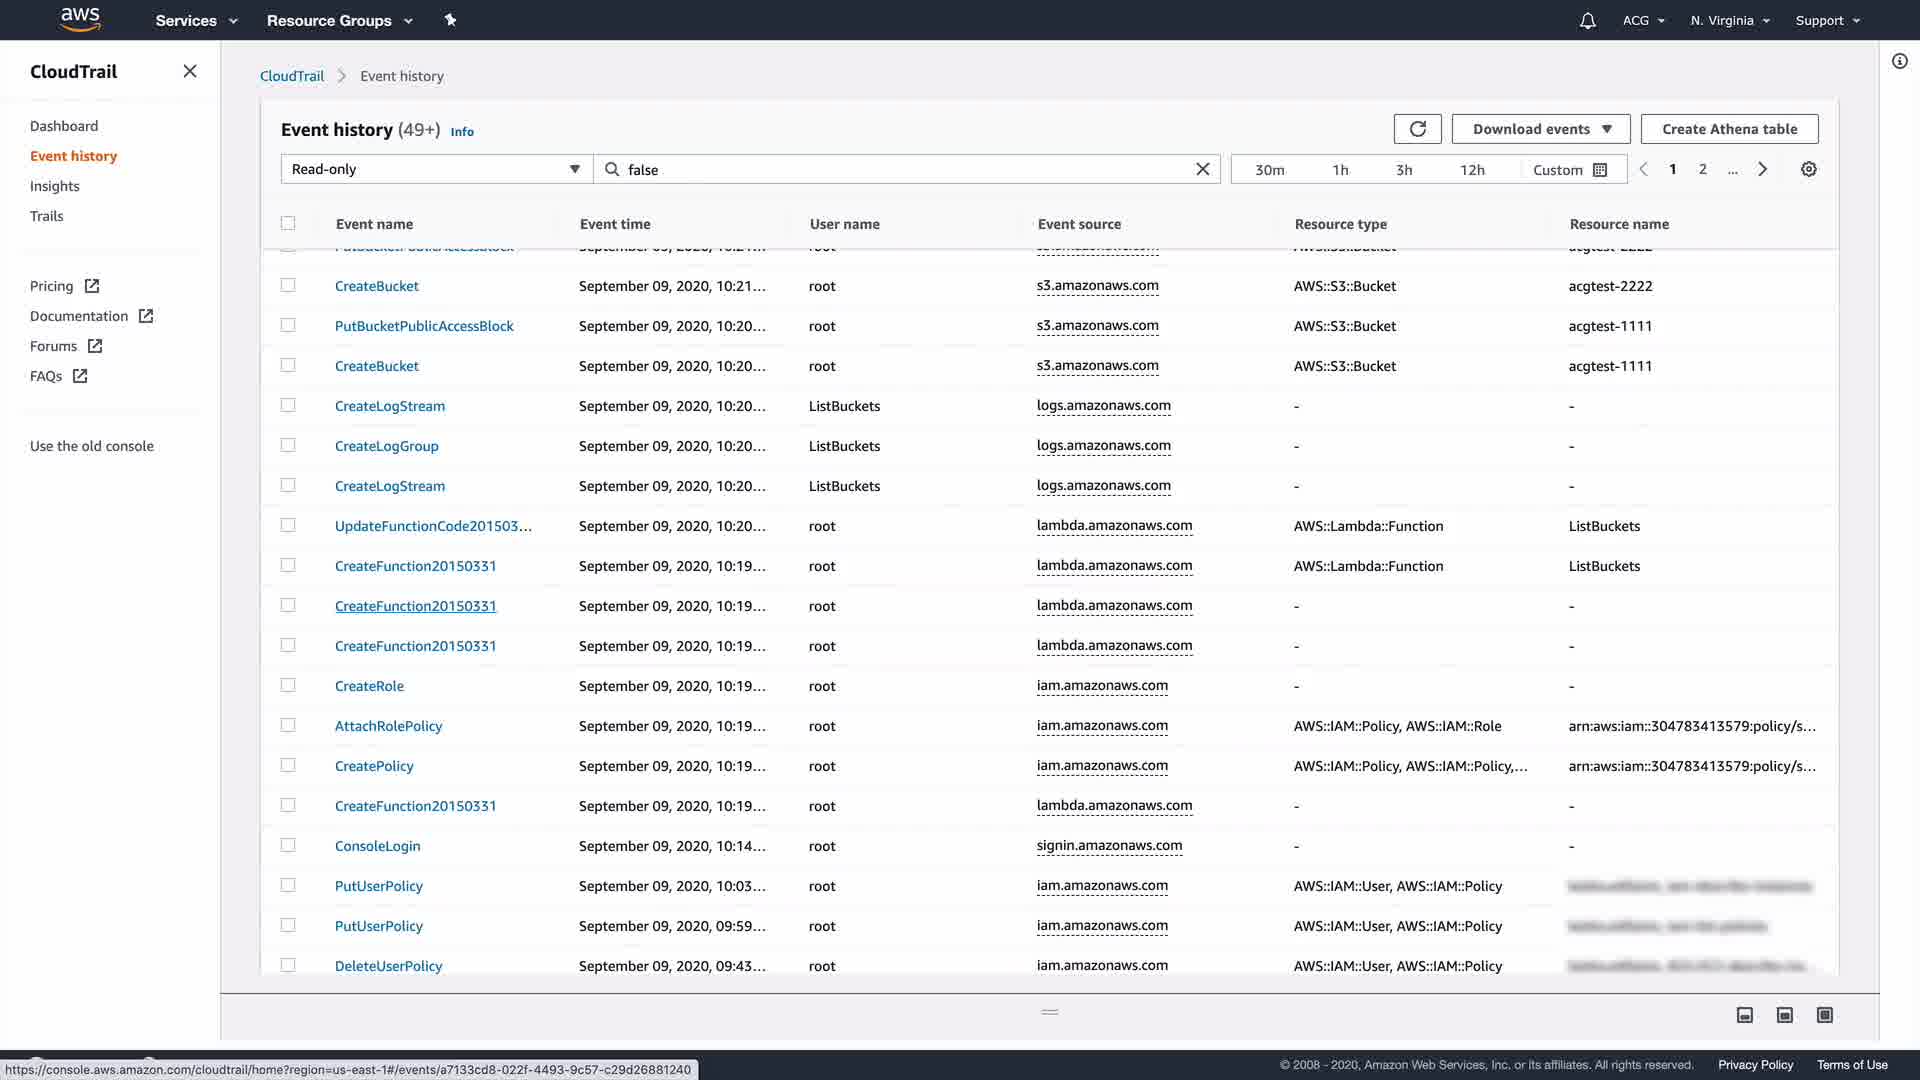 aws Services Resource Groups ACG N. Virginia Support
CloudTrail
Dashboard
Event history
Insights
Trails
Pricing
Documentation
Forums
FAQs
Use the old console
CloudTrail Event history
Event history (49+) Info Download events Create Athena table
Read-only false 30m 1h 3h 12h Custom 1 2 ...
Event name Event time User name Event source Resource type Resource name
PutBucketPublicAccessBlock September 09, 2020, 10:21... root s3.amazonaws.com AWS::S3::Bucket acgtest-2222
CreateBucket September 09, 2020, 10:21... root s3.amazonaws.com AWS::S3::Bucket acgtest-2222
PutBucketPublicAccessBlock September 09, 2020, 10:20... root s3.amazonaws.com AWS::S3::Bucket acgtest-1111
CreateBucket September 09, 2020, 10:20... root s3.amazonaws.com AWS::S3::Bucket acgtest-1111
CreateLogStream September 09, 2020, 10:20... ListBuckets logs.amazonaws.com - -
CreateLogGroup September 09, 2020, 10:20... ListBuckets logs.amazonaws.com - -
CreateLogStream September 09, 2020, 10:20... ListBuckets logs.amazonaws.com - -
UpdateFunctionCode201503... September 09, 2020, 10:20... root lambda.amazonaws.com AWS::Lambda::Function ListBuckets
CreateFunction20150331 September 09, 2020, 10:19... root lambda.amazonaws.com AWS::Lambda::Function ListBuckets
CreateFunction20150331 September 09, 2020, 10:19... root lambda.amazonaws.com - -
CreateFunction20150331 September 09, 2020, 10:19... root lambda.amazonaws.com - -
CreateRole September 09, 2020, 10:19... root iam.amazonaws.com - -
AttachRolePolicy September 09, 2020, 10:19... root iam.amazonaws.com AWS::IAM::Policy, AWS::IAM::Role arn:aws:iam::304783413579:policy/s...
CreatePolicy September 09, 2020, 10:19... root iam.amazonaws.com AWS::IAM::Policy, AWS::IAM::Policy,... arn:aws:iam::304783413579:policy/s...
CreateFunction20150331 September 09, 2020, 10:19... root lambda.amazonaws.com - -
ConsoleLogin September 09, 2020, 10:14... root signin.amazonaws.com - -
PutUserPolicy September 09, 2020, 10:03... root iam.amazonaws.com AWS::IAM::User, AWS::IAM::Policy
PutUserPolicy September 09, 2020, 09:59... root iam.amazonaws.com AWS::IAM::User, AWS::IAM::Policy
DeleteUserPolicy September 09, 2020, 09:43... root iam.amazonaws.com AWS::IAM::User, AWS::IAM::Policy
© 2008 - 2020, Amazon Web Services, Inc. or its affiliates. All rights reserved. Privacy Policy Terms of Use
https://console.aws.amazon.com/cloudtrail/home?region=us-east-1#/events/a7133cd8-022f-4493-9c57-c29d26881240